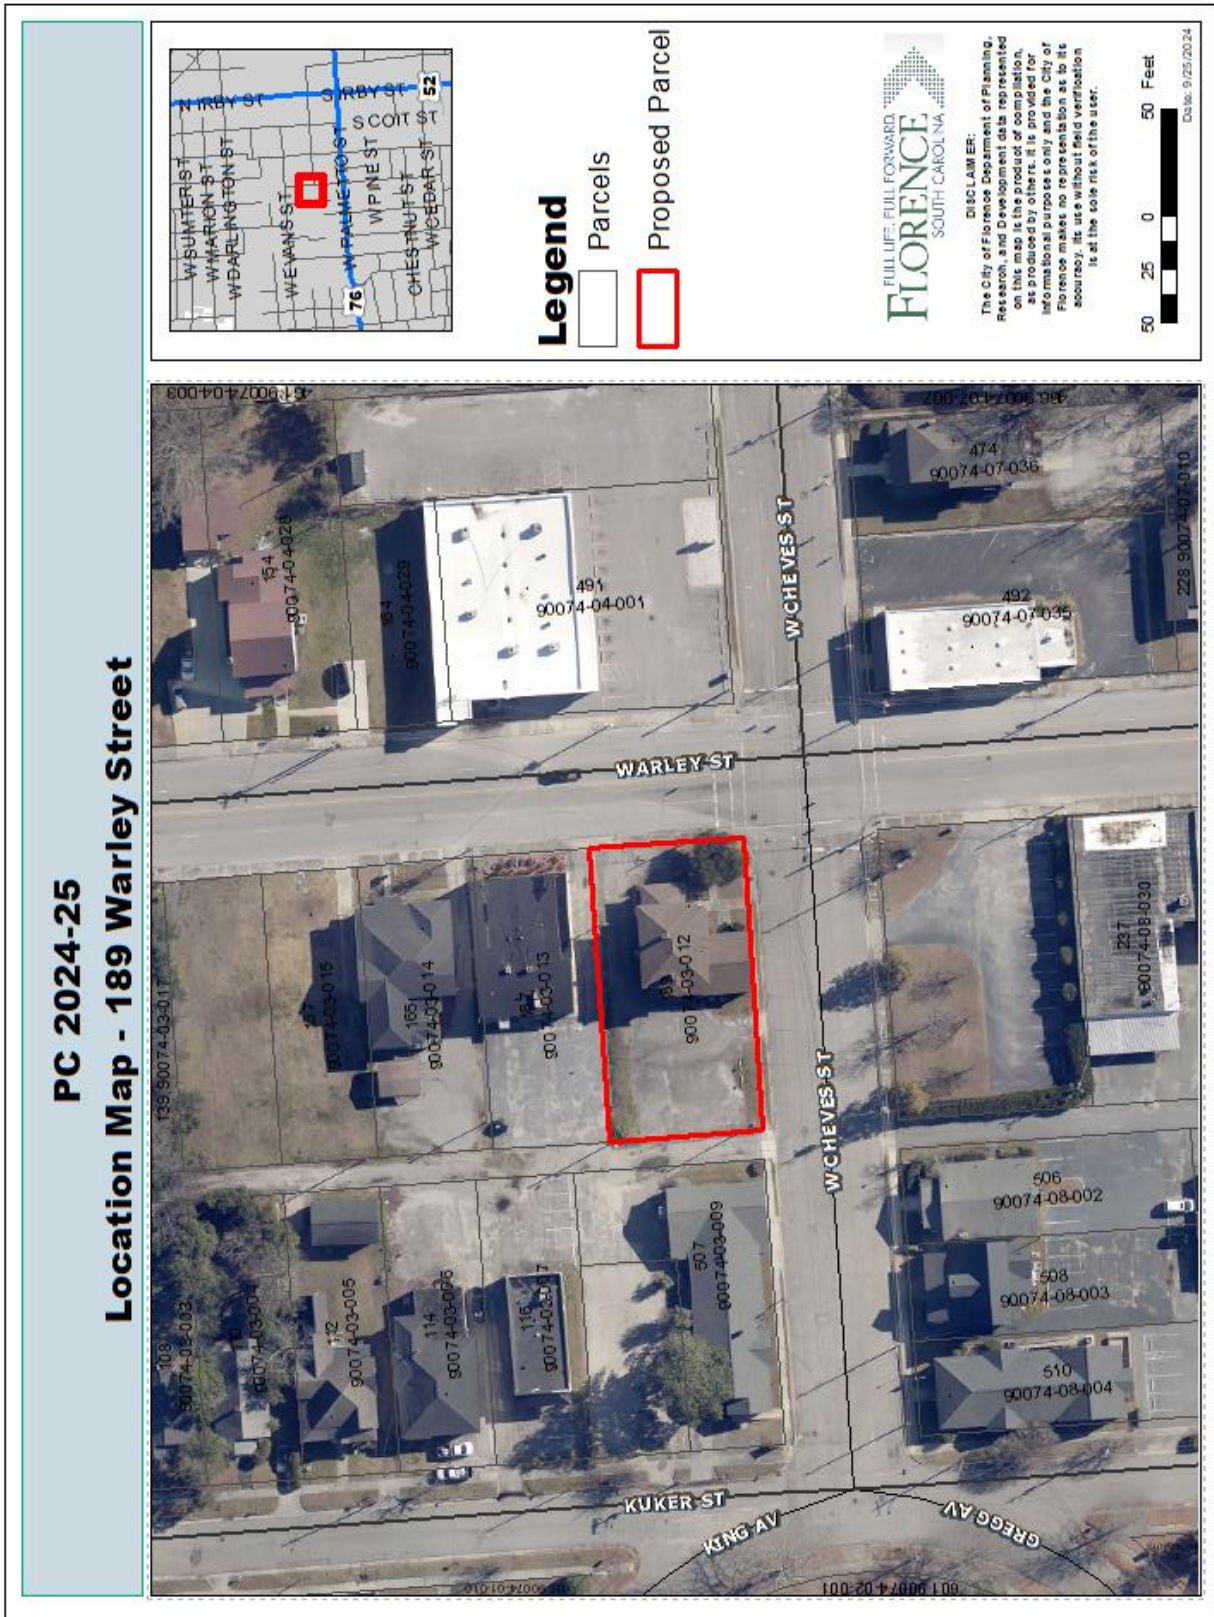 PC 2024-25
Location Map - 189 Warley Street
139 90074-03-017
90074-03-015
165
90074-03-014
90074-03-013
90074-03-012
108
90074-03-003
90074-03-004
112
90074-03-005
114
90074-03-006
116
90074-03-007
507
90074-03-009
154
90074-04-028
90074-04-029
491
90074-04-001
474
90074-07-036
492
90074-07-035
228 90074-07-010
237
90074-08-030
506
90074-08-002
508
90074-08-003
510
90074-08-004
601 90074-02-001
WARLEY ST
W CHEVES ST
W CHEVES ST
KUKER ST
KING AV
GREGG AV
W SUMTER ST
W MARION ST
W DARLINGTON ST
W EVANS ST
W PALMETTO ST
W PINE ST
CHESTNUT ST
W CEDAR ST
N IRBY ST
S IRBY ST
S COIT ST
52
76
Legend
Parcels
Proposed Parcel
FULL LIFE. FULL FORWARD.
FLORENCE
SOUTH CAROLINA
DISCLAIMER:
The City of Florence Department of Planning,
Research, and Development data represented
on this map is the product of compilation,
as produced by others. It is provided for
informational purposes only and the City of
Florence makes no representation as to its
accuracy. Its use without field verification
is at the sole risk of the user.
50 25 0 50 Feet
Date: 9/25/2024